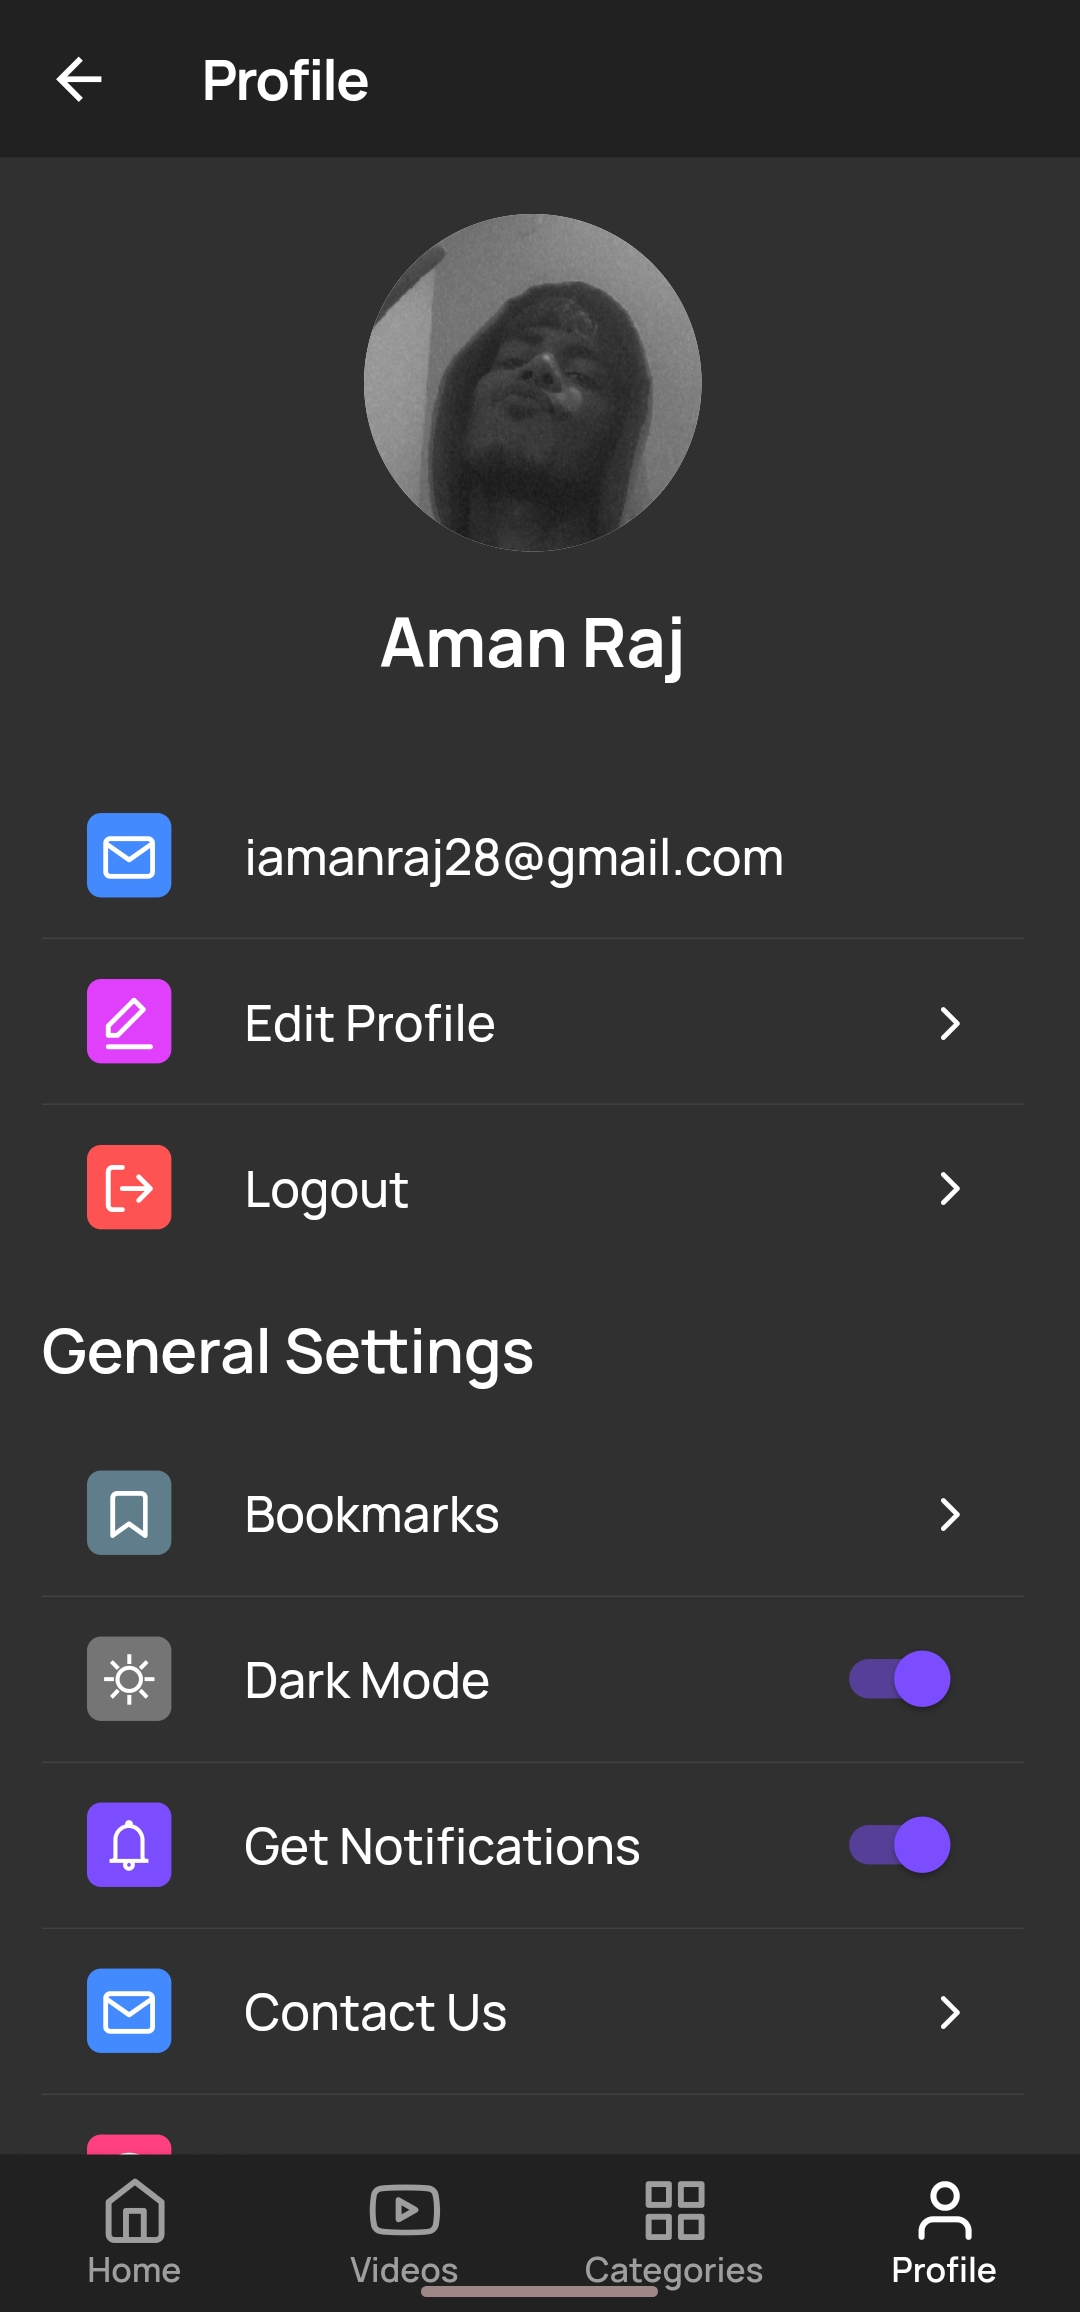 Profile
Aman Raj
iamanraj28@gmail.com
Edit Profile
Logout
General Settings
Bookmarks
Dark Mode
Get Notifications
Contact Us
Home
Videos
Categories
Profile